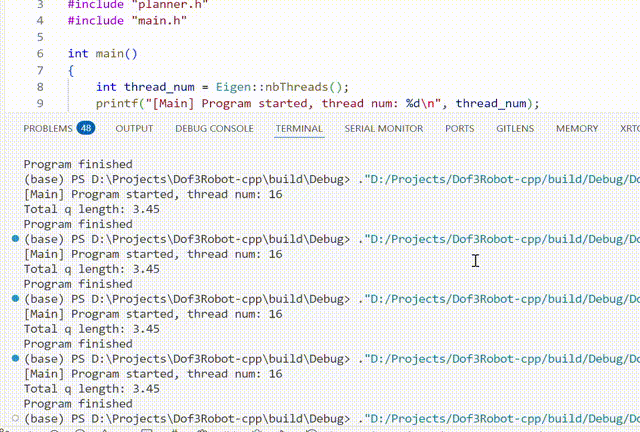 3 #include "planner.h"
4 #include "main.h"
5
6 int main()
7 {
8 int thread_num = Eigen::nbThreads();
9 printf("[Main] Program started, thread num: %d\n", thread_num);
PROBLEMS 48 OUTPUT DEBUG CONSOLE TERMINAL SERIAL MONITOR PORTS GITLENS MEMORY XRTO
Program finished
(base) PS D:\Projects\Dof3Robot-cpp\build\Debug> ."D:/Projects/Dof3Robot-cpp/build/Debug/Do
[Main] Program started, thread num: 16
Total q length: 3.45
Program finished
(base) PS D:\Projects\Dof3Robot-cpp\build\Debug> ."D:/Projects/Dof3Robot-cpp/build/Debug/Do
[Main] Program started, thread num: 16
Total q length: 3.45
Program finished
(base) PS D:\Projects\Dof3Robot-cpp\build\Debug> ."D:/Projects/Dof3Robot-cpp/build/Debug/Do
[Main] Program started, thread num: 16
Total q length: 3.45
Program finished
(base) PS D:\Projects\Dof3Robot-cpp\build\Debug> ."D:/Projects/Dof3Robot-cpp/build/Debug/Do
[Main] Program started, thread num: 16
Total q length: 3.45
Program finished
(base) PS D:\Projects\Dof3Robot-cpp\build\Debug> ."D:/Projects/Dof3Robot-cpp/build/Debug/Do